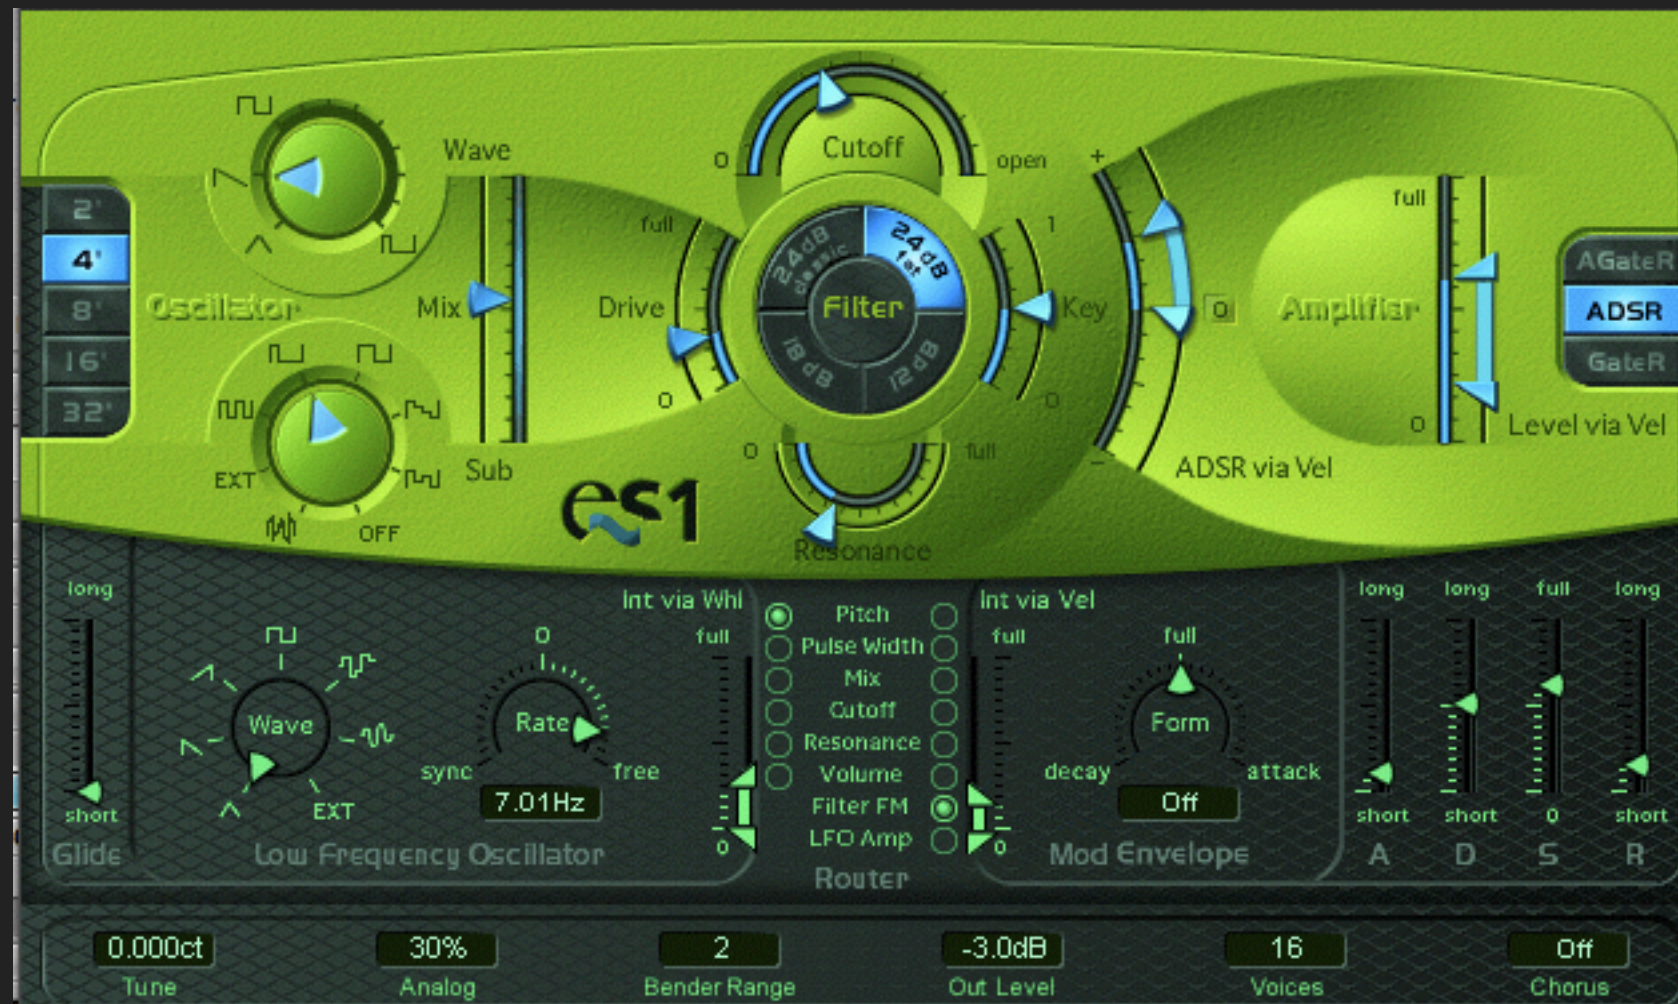 2'
4'
8'
16'
32'
Oscillator
Wave
Mix
Sub
EXT
OFF
full
Drive
0
0
Cutoff
open
24dB classic
24dB fat
18dB
12dB
Filter
1
Key
0
0
full
Resonance
es1
+
0
-
ADSR via Vel
Amplifier
full
0
Level via Vel
AGateR
ADSR
GateR
long
short
Glide
Wave
EXT
0
Rate
sync
free
7.01Hz
Low Frequency Oscillator
Int via Whl
full
0
Pitch
Pulse Width
Mix
Cutoff
Resonance
Volume
Filter FM
LFO Amp
Router
Int via Vel
full
0
full
Form
decay
attack
Off
Mod Envelope
long long full long
short short 0 short
A D S R
0.000ct 30% 2 -3.0dB 16 Off
Tune Analog Bender Range Out Level Voices Chorus